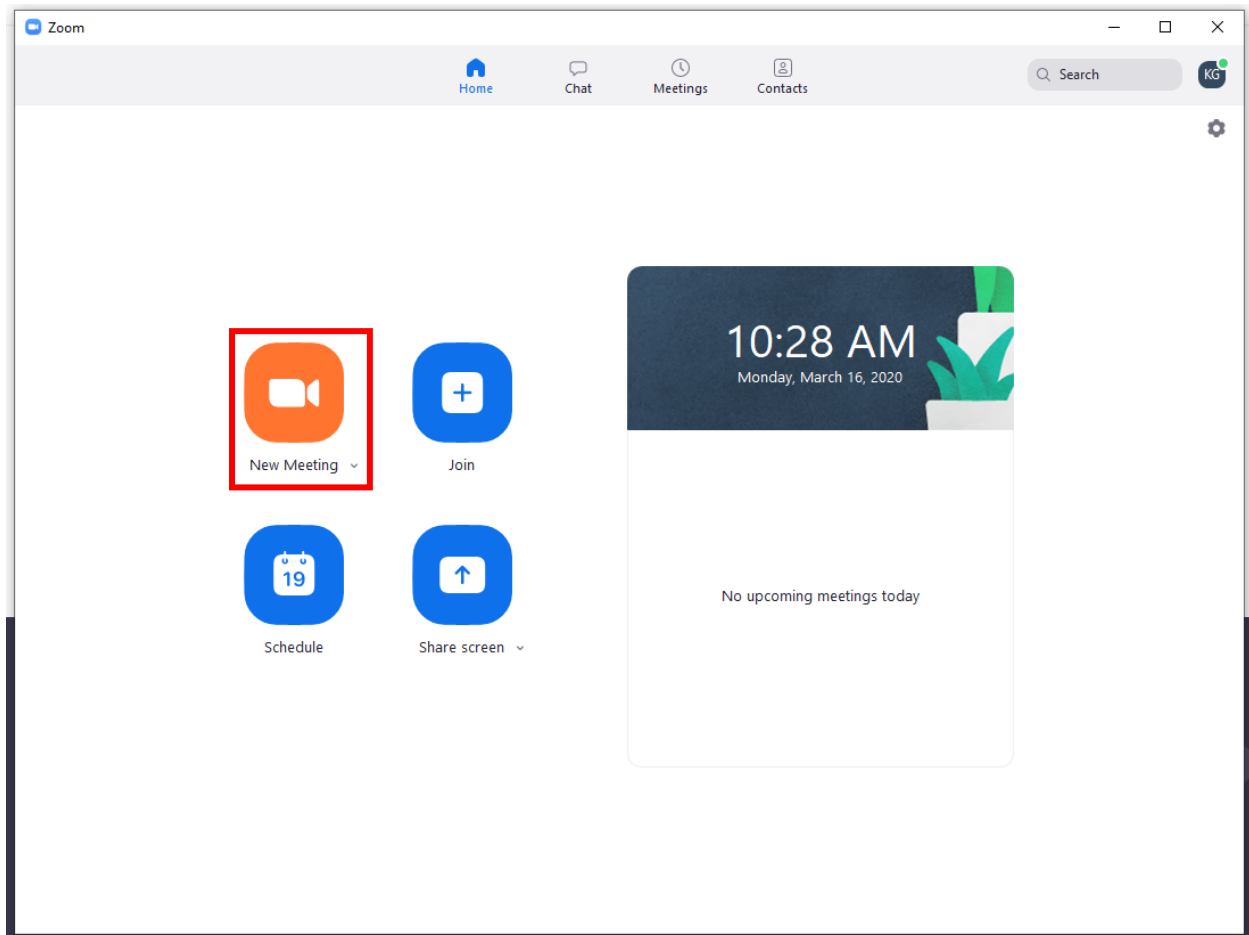 Zoom
Home
Chat
Meetings
Contacts
Search
KG
10:28 AM
Monday, March 16, 2020
New Meeting
Join
19
Schedule
Share screen
No upcoming meetings today